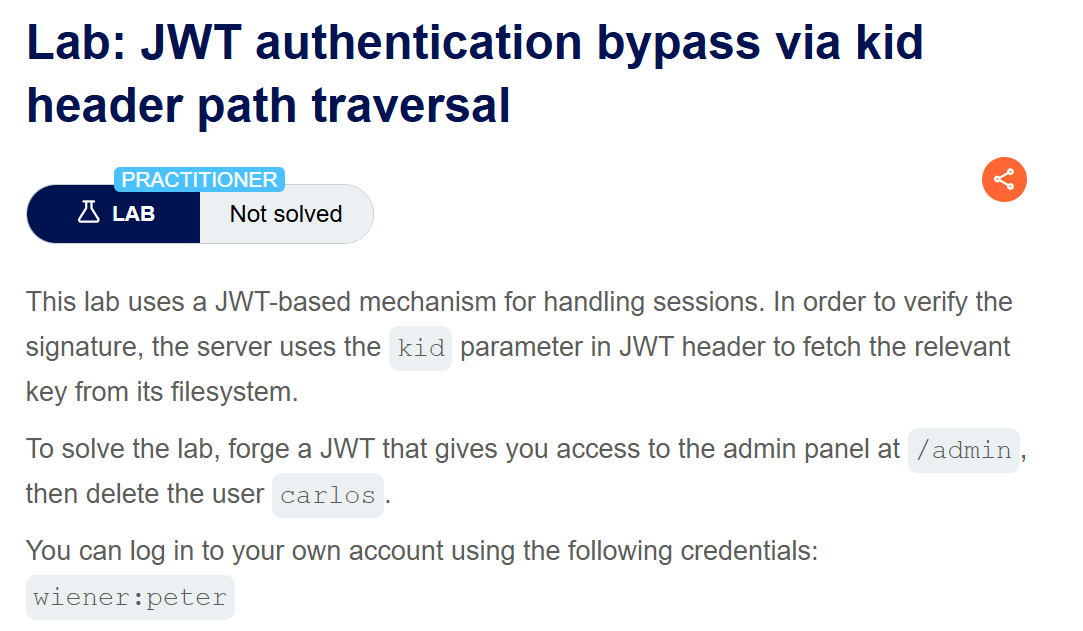 Lab: JWT authentication bypass via kid
header path traversal
PRACTITIONER
LAB
Not solved
This lab uses a JWT-based mechanism for handling sessions. In order to verify the
signature, the server uses the kid parameter in JWT header to fetch the relevant
key from its filesystem.
To solve the lab, forge a JWT that gives you access to the admin panel at /admin,
then delete the user carlos.
You can log in to your own account using the following credentials:
wiener:peter